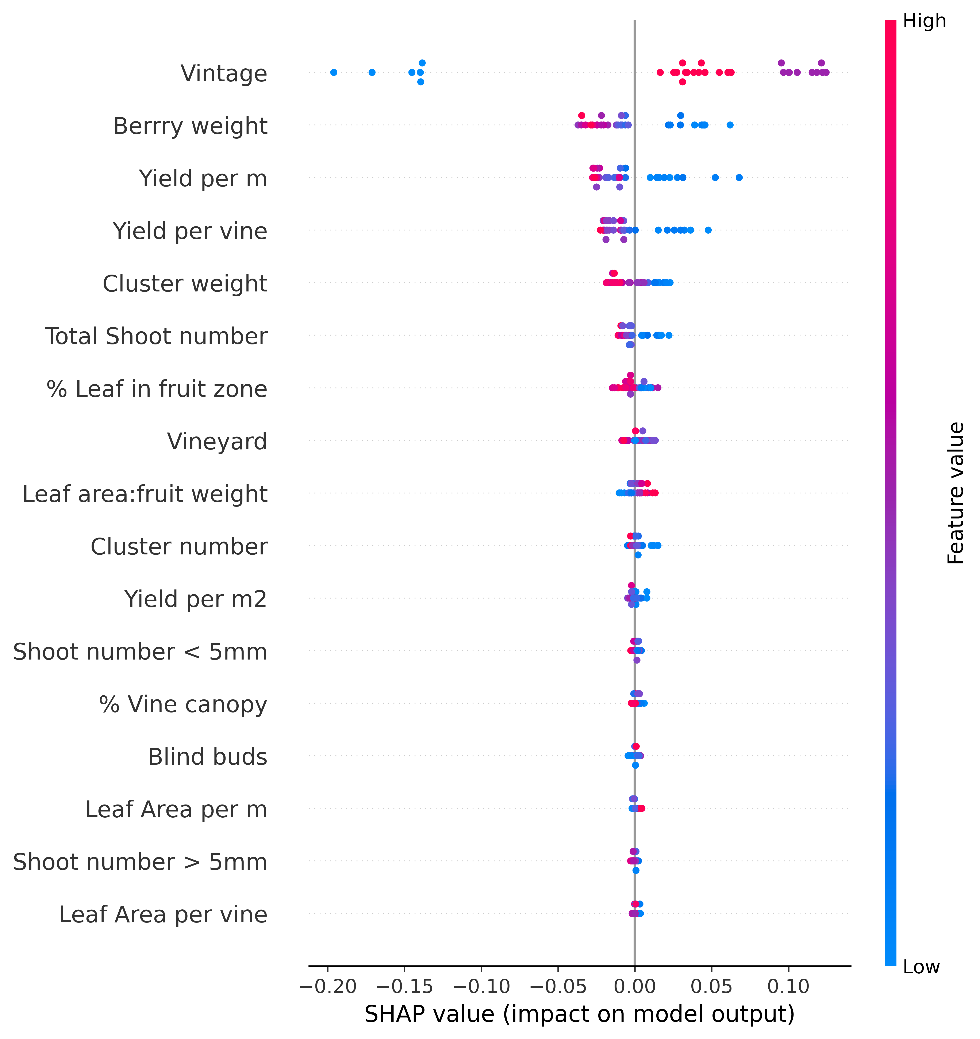 High
Vintage
Berrry weight
Yield per m
Yield per vine
Cluster weight
Total Shoot number
% Leaf in fruit zone
Vineyard
Leaf area:fruit weight
Cluster number
Yield per m2
Shoot number < 5mm
% Vine canopy
Blind buds
Leaf Area per m
Shoot number > 5mm
Leaf Area per vine
Feature value
Low
−0.20 −0.15 −0.10 −0.05 0.00 0.05 0.10
SHAP value (impact on model output)